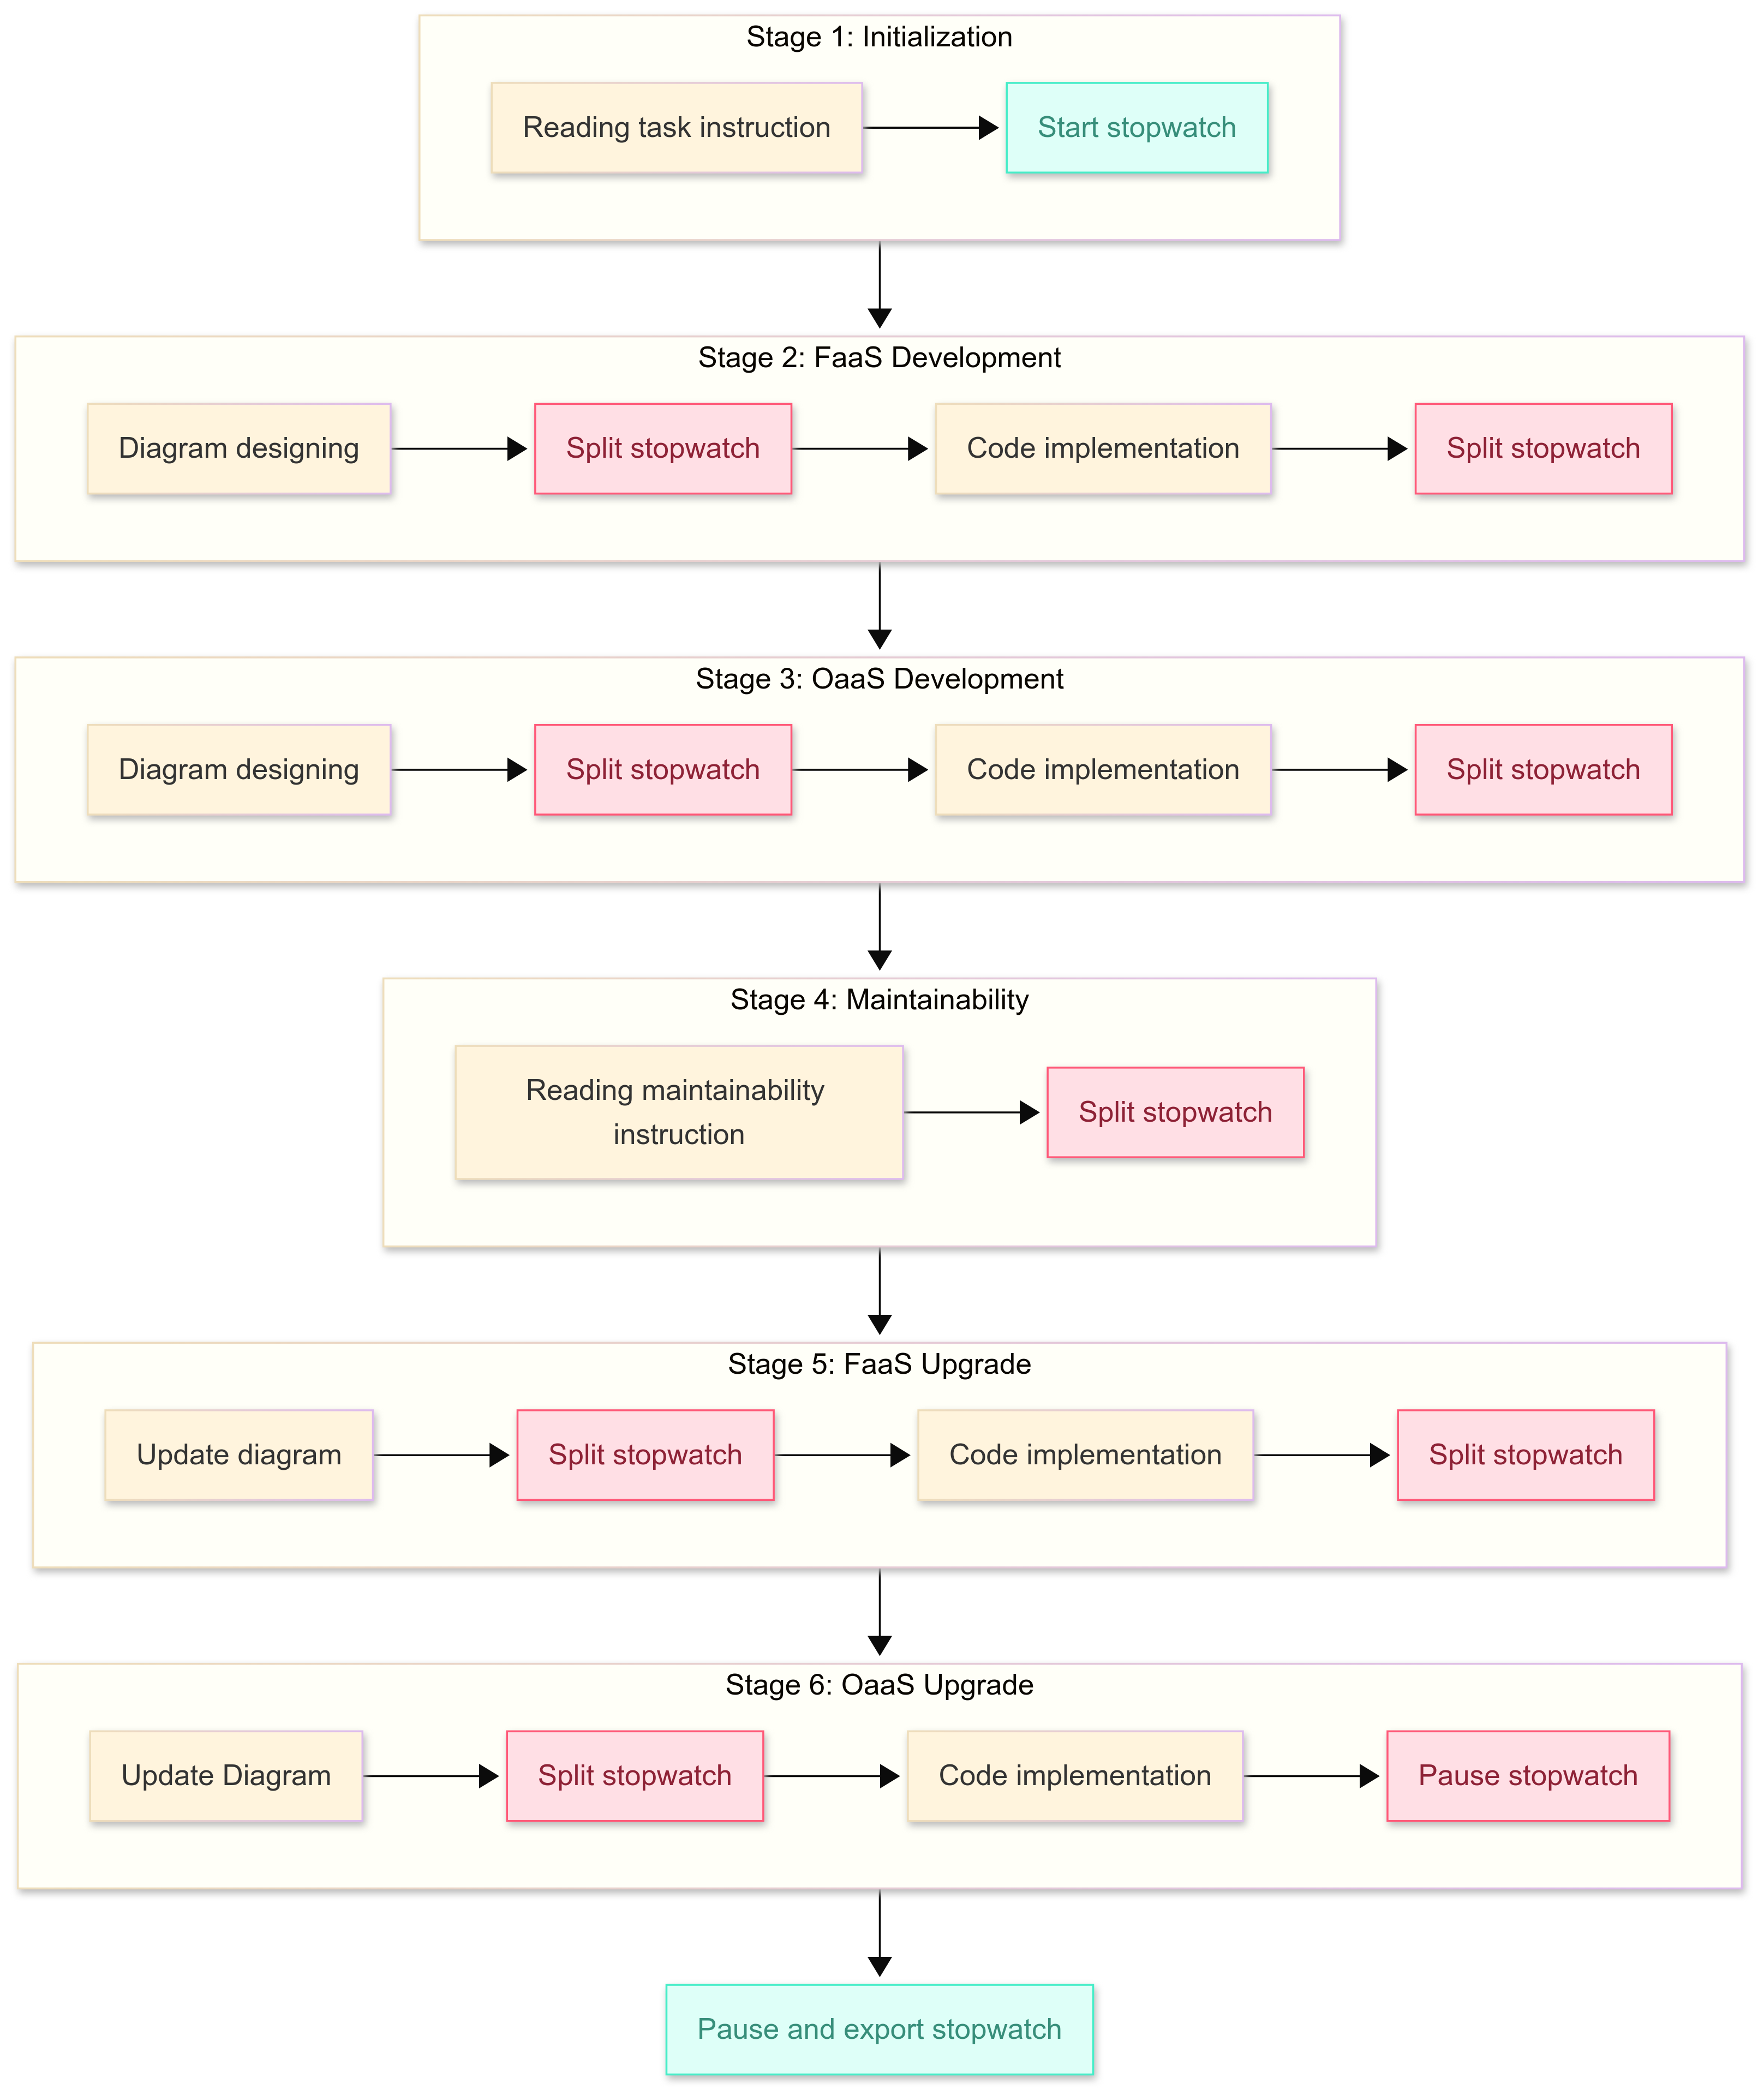 Stage 1: Initialization
Reading task instruction
Start stopwatch
Stage 2: FaaS Development
Diagram designing
Split stopwatch
Code implementation
Split stopwatch
Stage 3: OaaS Development
Diagram designing
Split stopwatch
Code implementation
Split stopwatch
Stage 4: Maintainability
Reading maintainability
instruction
Split stopwatch
Stage 5: FaaS Upgrade
Update diagram
Split stopwatch
Code implementation
Split stopwatch
Stage 6: OaaS Upgrade
Update Diagram
Split stopwatch
Code implementation
Pause stopwatch
Pause and export stopwatch